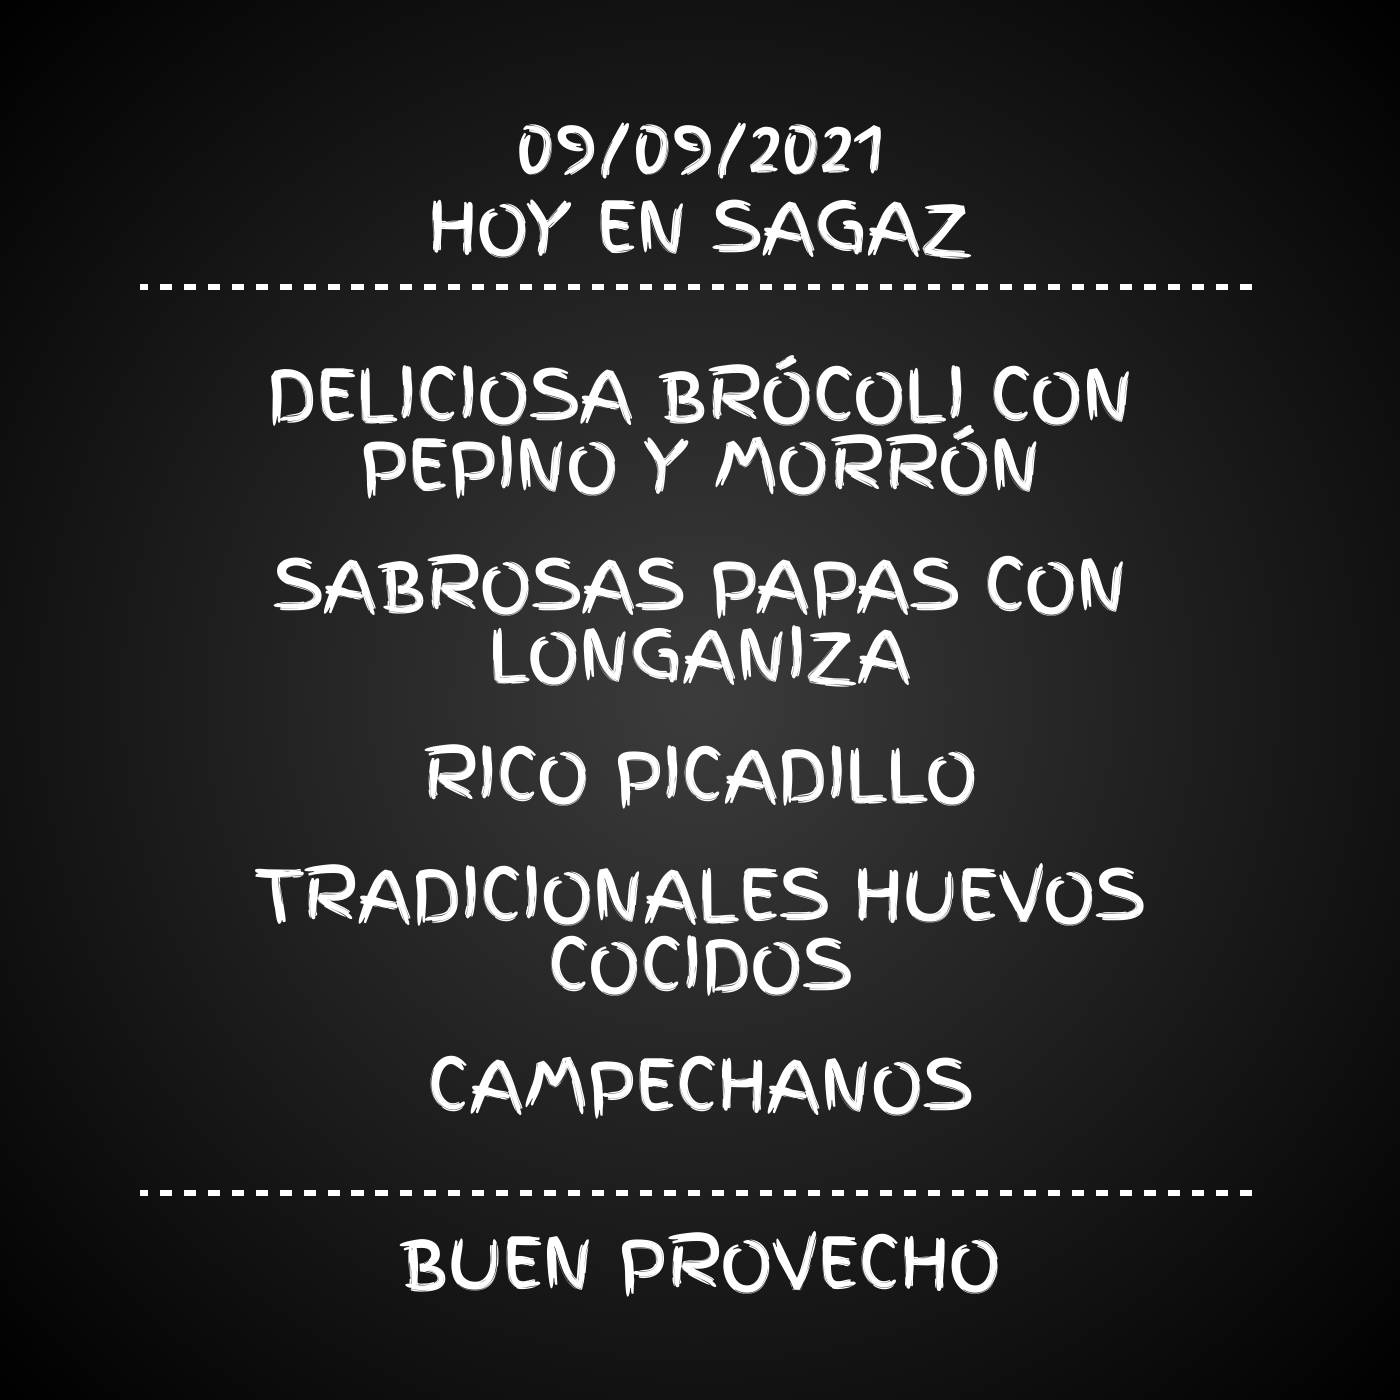 09/09/2021
HOY EN SAGAZ
DELICIOSA BRÓCOLI CON
PEPINO Y MORRÓN
SABROSAS PAPAS CON
LONGANIZA
RICO PICADILLO
TRADICIONALES HUEVOS
COCIDOS
CAMPECHANOS
BUEN PROVECHO